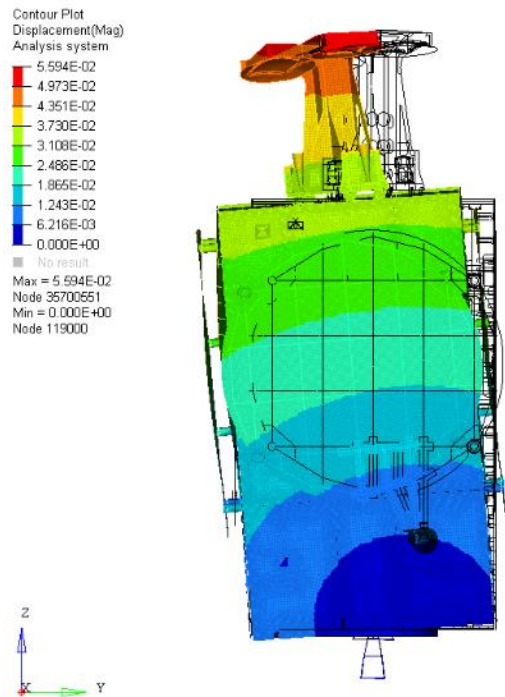 Contour Plot
Displacement(Mag)
Analysis system
5.594E-02
4.973E-02
4.351E-02
3.730E-02
3.108E-02
2.486E-02
1.865E-02
1.243E-02
6.216E-03
0.000E+00
No result
Max = 5.594E-02
Node 35700551
Min = 0.000E+00
Node 119000
Z
X
Y